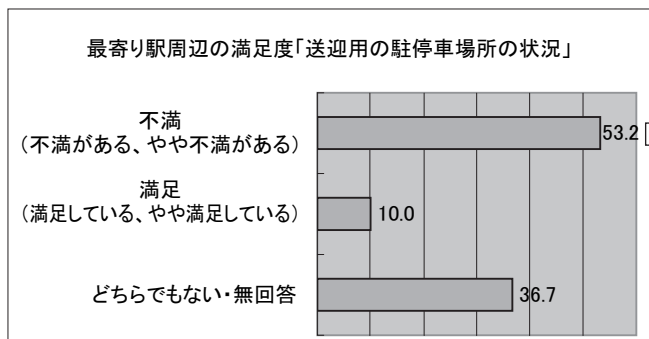 最寄り駅周辺の満足度「送迎用の駐停車場所の状況」
不満
(不満がある、やや不満がある)
53.2
満足
(満足している、やや満足している)
10.0
どちらでもない・無回答
36.7